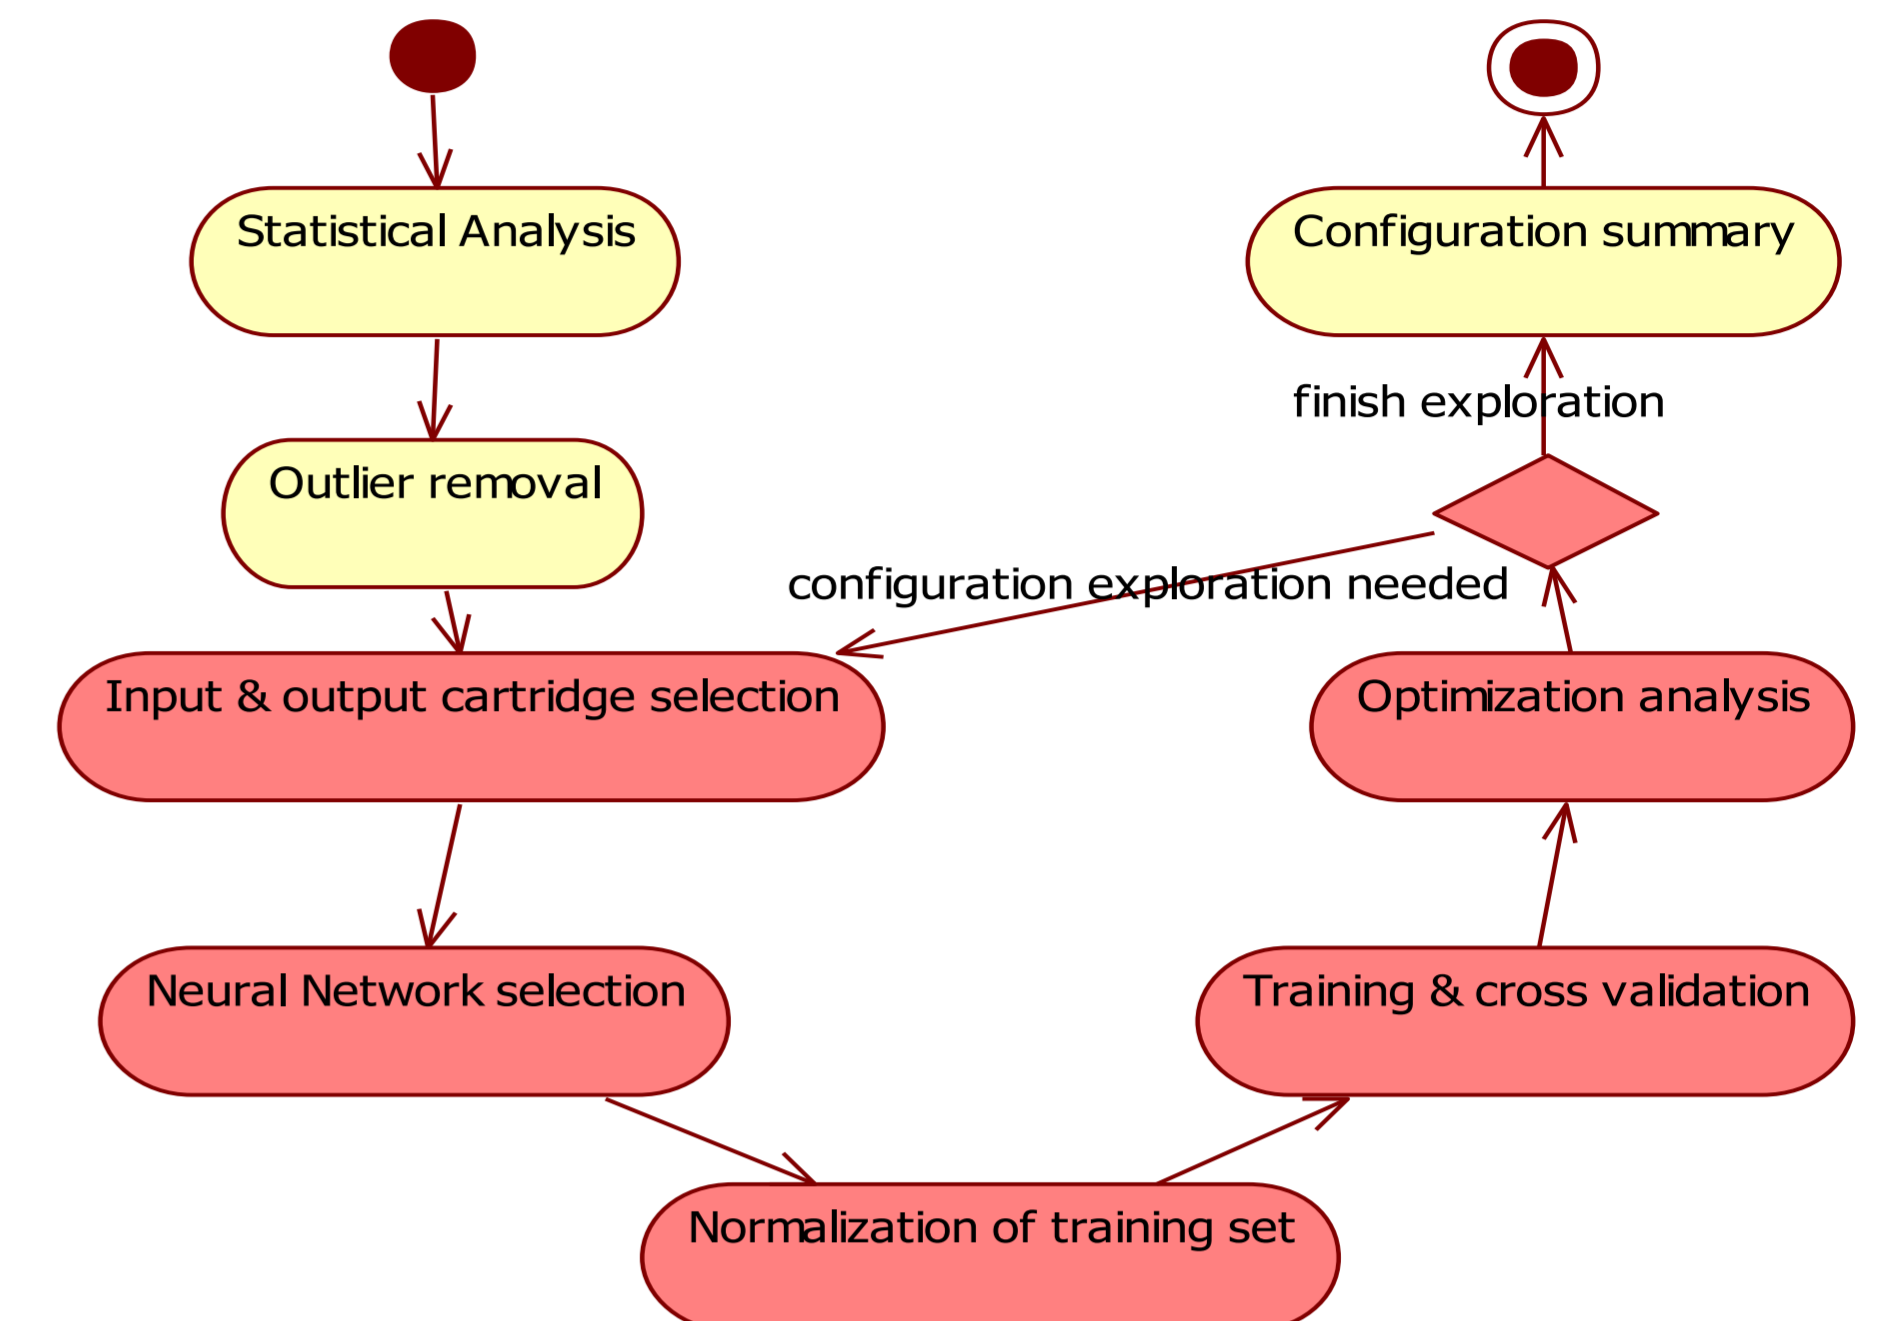 Statistical Analysis
Configuration summary
finish exploration
Outlier removal
configuration exploration needed
Input & output cartridge selection
Optimization analysis
Neural Network selection
Training & cross validation
Normalization of training set